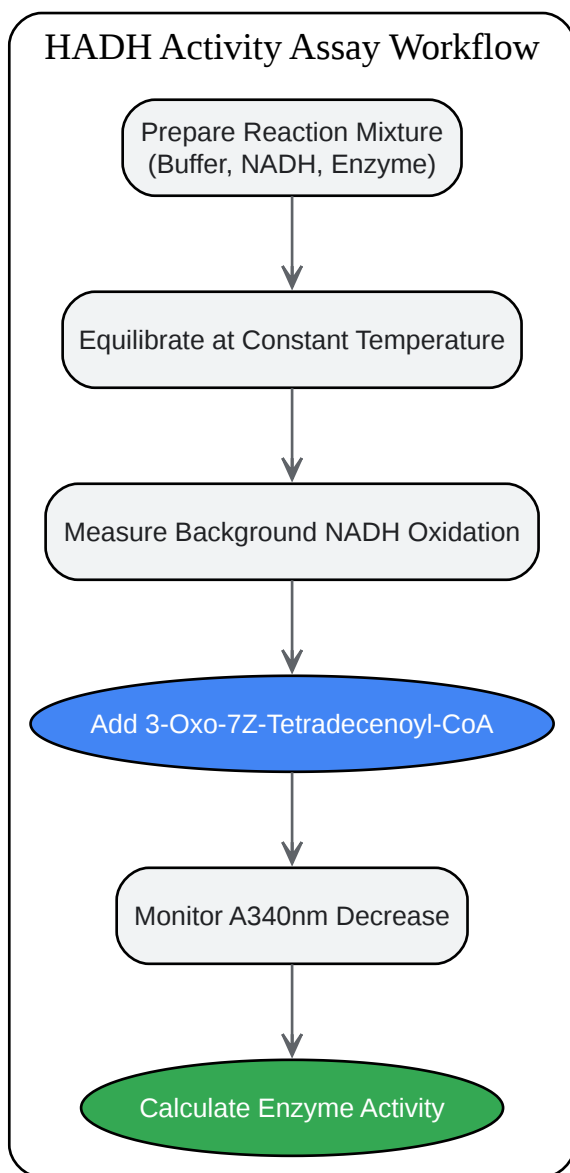 HADH Activity Assay Workflow
Prepare Reaction Mixture
(Buffer, NADH, Enzyme)
Equilibrate at Constant Temperature
Measure Background NADH Oxidation
Add 3-Oxo-7Z-Tetradecenoyl-CoA
Monitor A340nm Decrease
Calculate Enzyme Activity